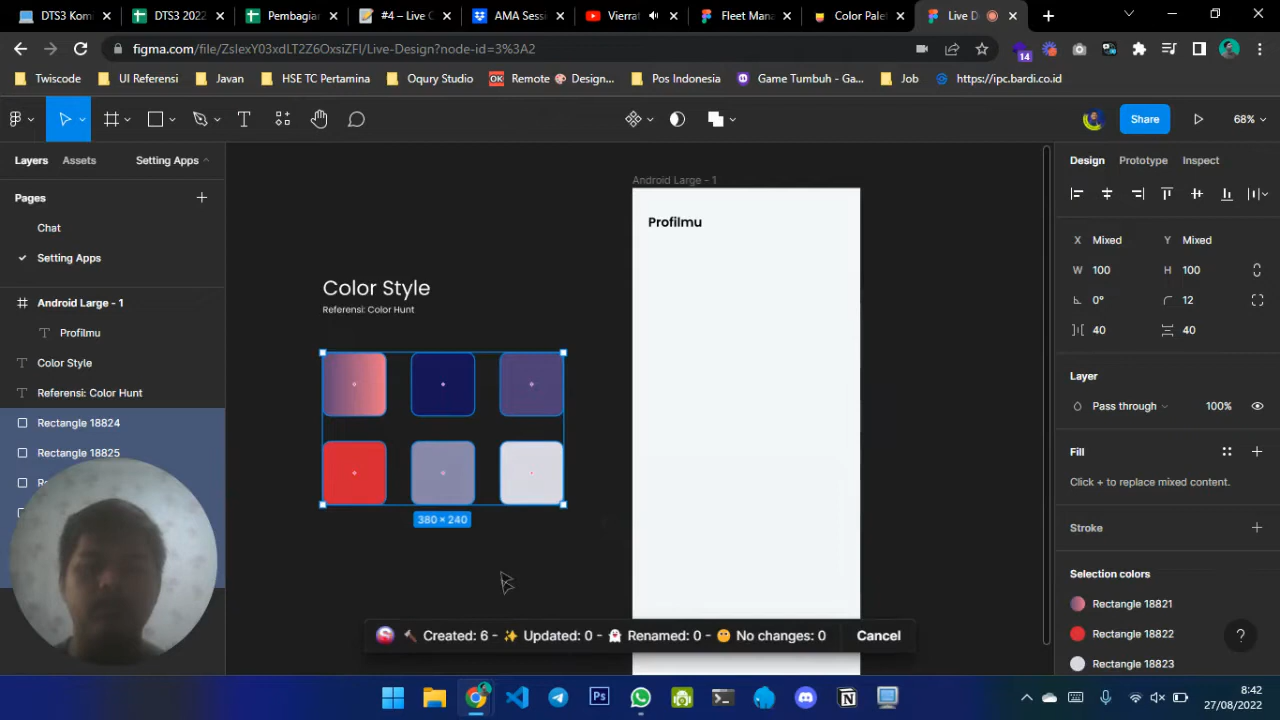 DTS3 Kom
DTS3 2022
Pembagian
#4 – Live C
AMA Sessi
Vierrat
Fleet Mana
Color Palet
Live D
figma.com/file/ZslexY03xdLT2Z6OxsiZFI/Live-Design?node-id=3%3A2
14
Twiscode
UI Referensi
Javan
HSE TC Pertamina
Oqury Studio
OK
Remote 🎨 Design...
Pos Indonesia
Game Tumbuh - Ga...
Job
https://ipc.bardi.co.id
Share
68%
Layers
Assets
Setting Apps
Pages
Chat
Setting Apps
Android Large - 1
Profilmu
Color Style
Referensi: Color Hunt
Rectangle 18824
Rectangle 18825
Android Large - 1
Profilmu
Color Style
Referensi: Color Hunt
380 × 240
Design
Prototype
Inspect
X Mixed
Y Mixed
W 100
H 100
0°
12
40
40
Layer
Pass through
100%
Fill
Click + to replace mixed content.
Stroke
Selection colors
Rectangle 18821
Rectangle 18822
Rectangle 18823
🔨 Created: 6 - ✨ Updated: 0 - 👻 Renamed: 0 - 😶 No changes: 0
Cancel
?
Ps
8:42
27/08/2022